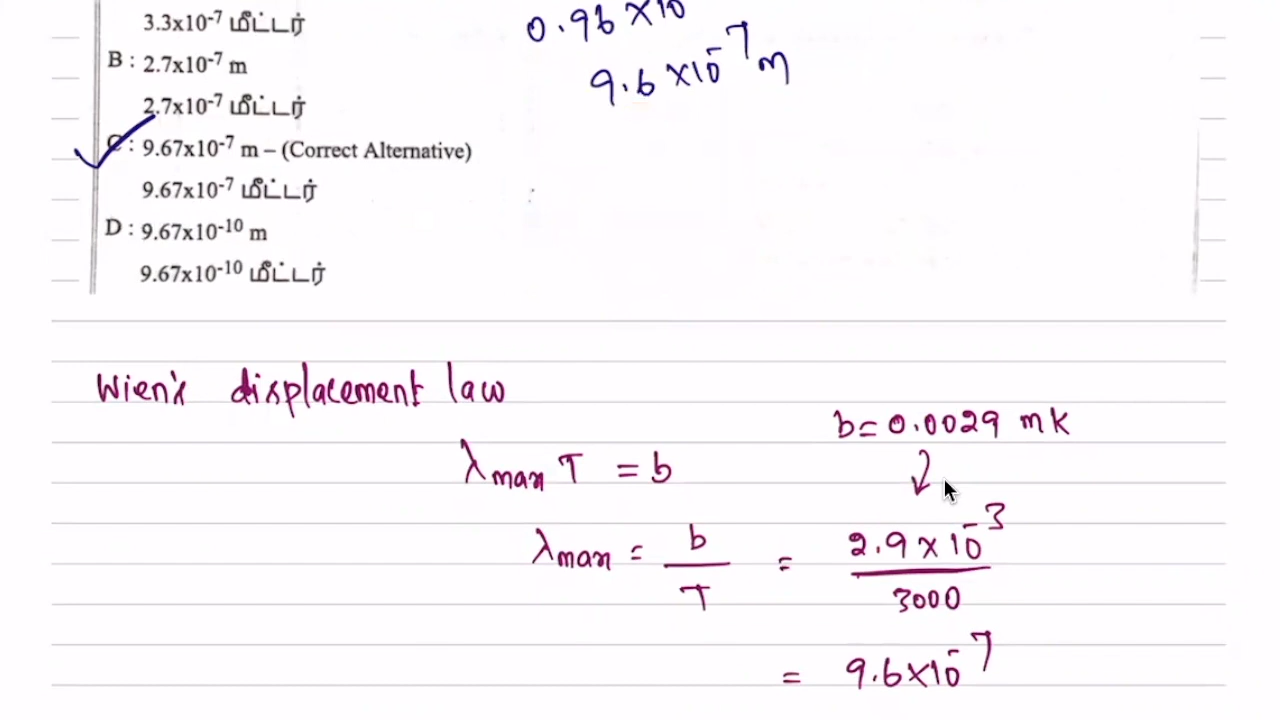 3.3x10-7 மீட்டர்
0.96 x 10
B : 2.7x10-7 m
9.6 x 10-7 m
2.7x10-7 மீட்டர்
C : 9.67x10-7 m – (Correct Alternative)
9.67x10-7 மீட்டர்
D : 9.67x10-10 m
9.67x10-10 மீட்டர்
Wien's displacement law
b = 0.0029 mk
λmax T = b
λmax = b / T = 2.9 x 10-3 / 3000
= 9.6 x 10-7